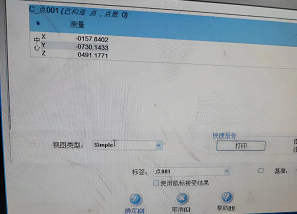 C_点001 (已构造 点, 点数 0)
测量
中心
X -0157.8402
Y -0730.1433
Z 0491.1771
快捷报告
视图类型: Simple
打印
标签: 点001
基准:
使用鼠标接受结果
确定[O]
取消[C]
帮助[H]